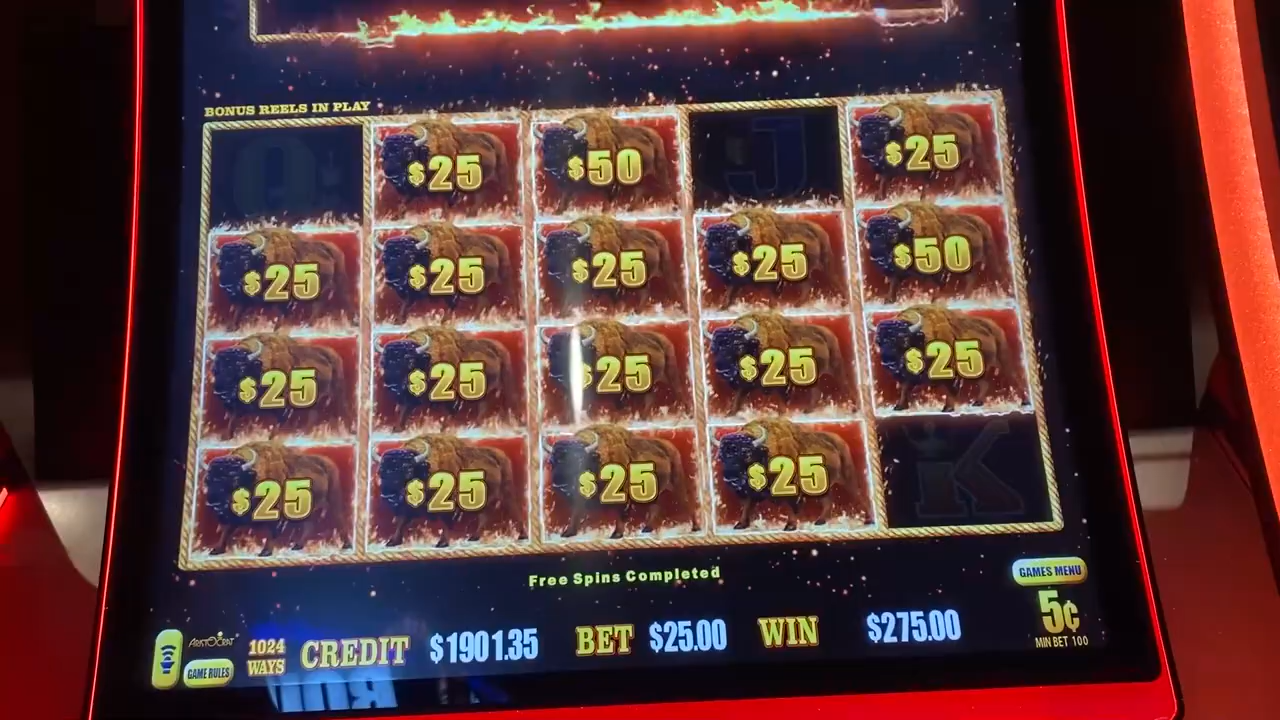 BONUS REELS IN PLAY
Q $25 $50 J $25
$25 $25 $25 $25 $50
$25 $25 $25 $25 $25
$25 $25 $25 $25 K
Free Spins Completed
GAMES MENU
ARISTOCRAT
GAME RULES
1024 WAYS
CREDIT $1901.35 BET $25.00 WIN $275.00
5¢
MIN BET 100